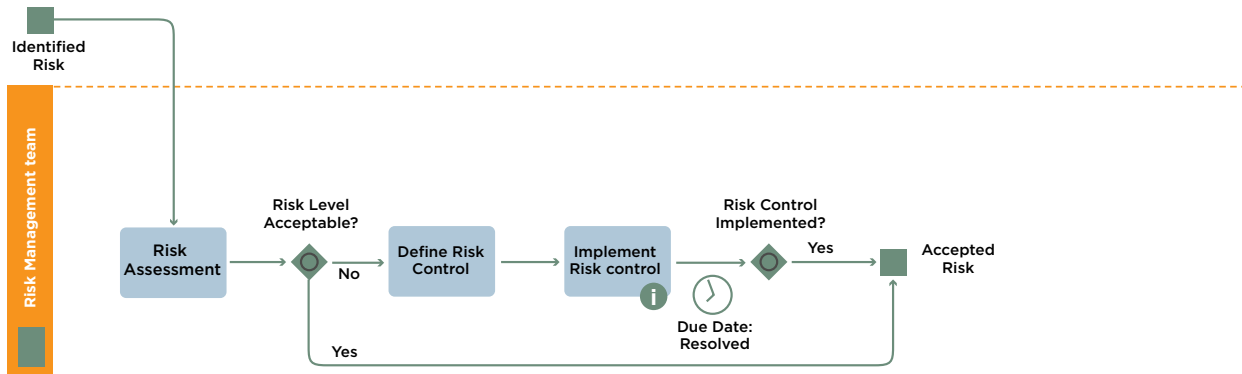 Identified
Risk
Risk Management team
Risk
Assessment
Risk Level
Acceptable?
No
Yes
Define Risk
Control
Implement
Risk control
i
Due Date:
Resolved
Risk Control
Implemented?
Yes
Accepted
Risk